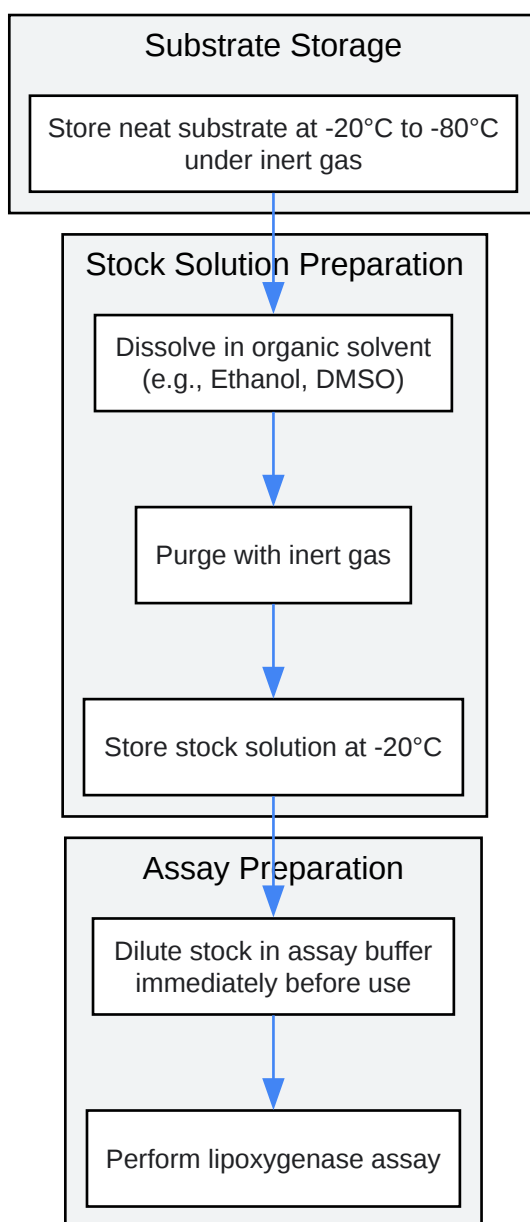 Substrate Storage
Store neat substrate at -20°C to -80°C
under inert gas
Stock Solution Preparation
Dissolve in organic solvent
(e.g., Ethanol, DMSO)
Purge with inert gas
Store stock solution at -20°C
Assay Preparation
Dilute stock in assay buffer
immediately before use
Perform lipoxygenase assay